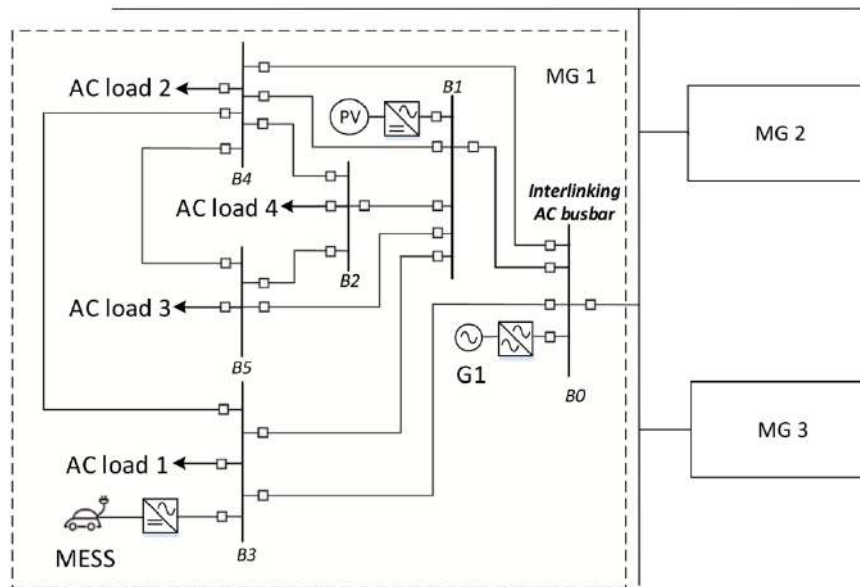 MG 1
B1
AC load 2
PV
MG 2
B4
Interlinking
AC busbar
AC load 4
B2
AC load 3
G1
B5
B0
MG 3
AC load 1
MESS
B3